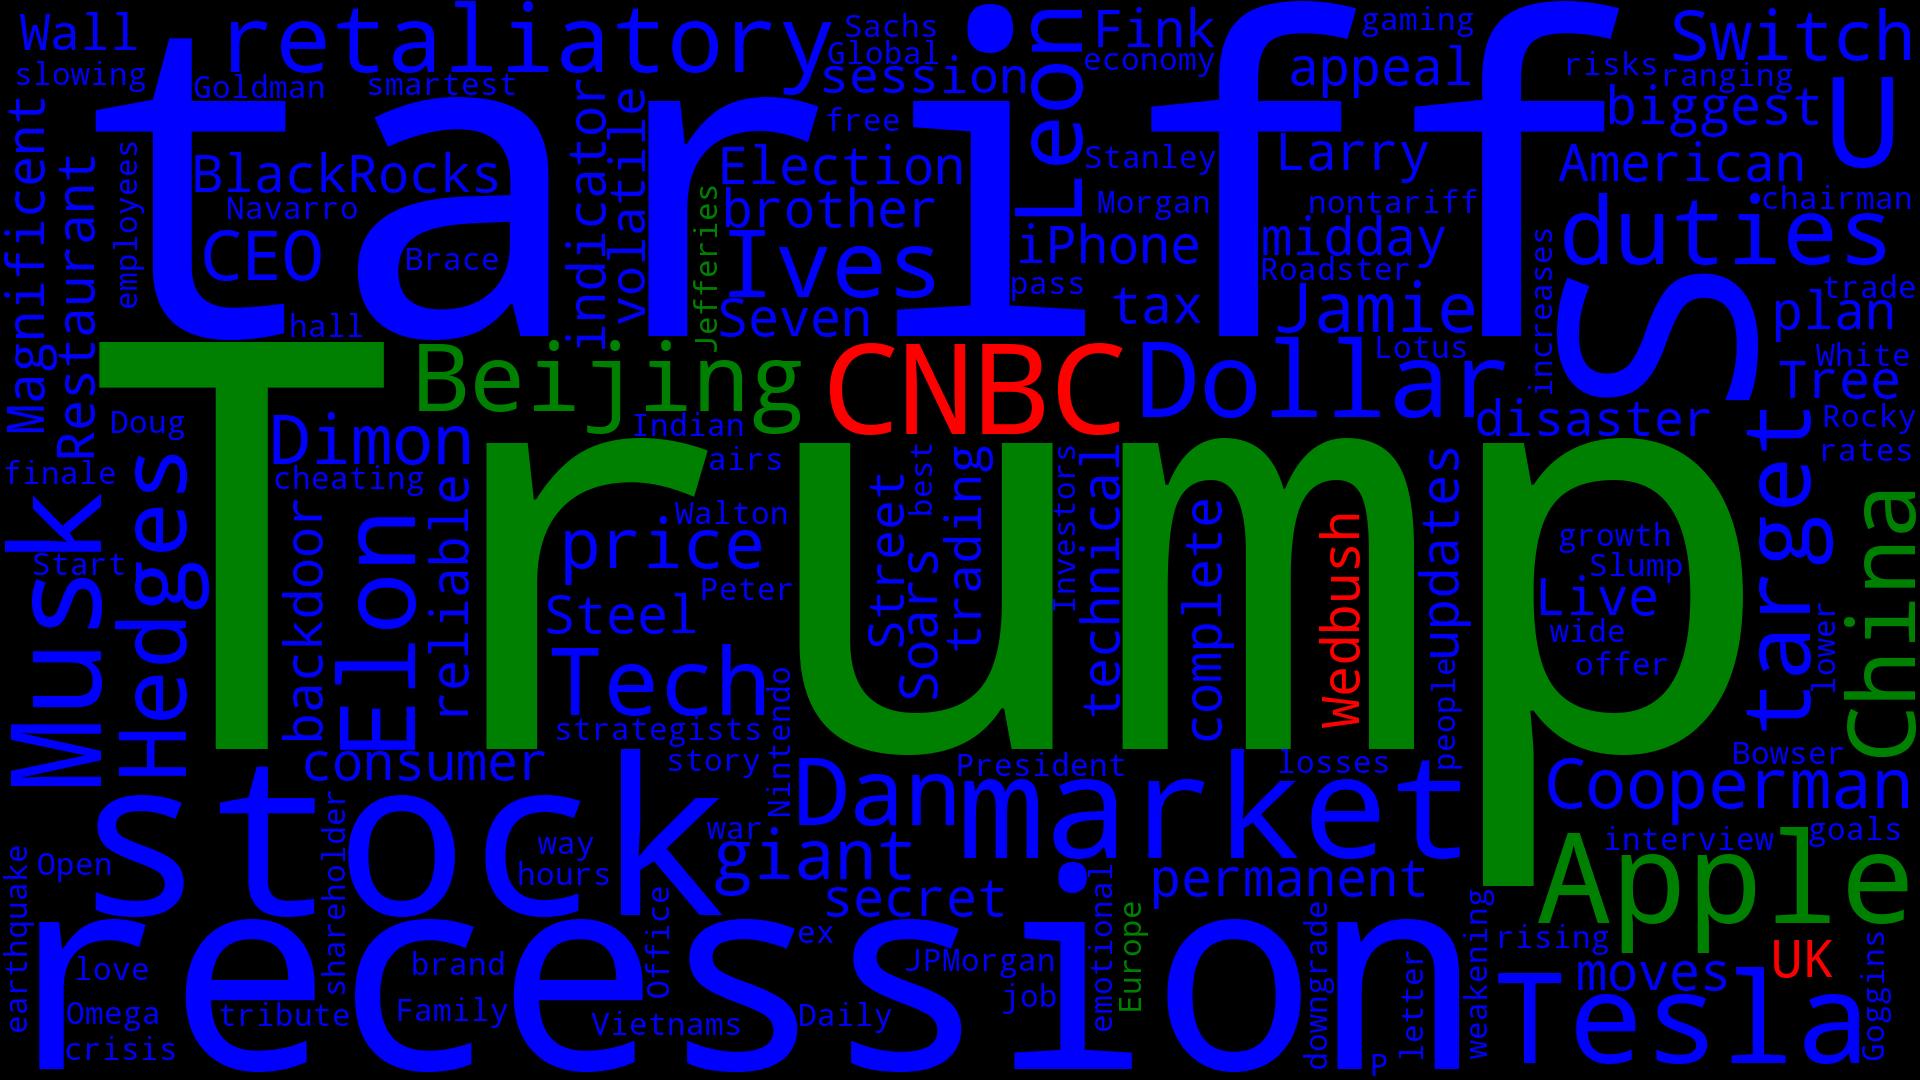 Wall
retaliatory
Sachs
Global
session
Leon
Fink
economy
gaming
appeal
risks
ranging
Switch
slowing
Goldman
smartest
tariff
free
biggest
U
Magnificent
Restaurant
employees
BlackRocks
Navarro
CEO
Brace
hall
indicator
volatile
Jefferies
Election
brother
Ives
Seven
Stanley
Morgan
iPhone
pass
tax
Larry
nontariff
midday
Roadster
Jamie
American
chairman
duties
increases
S
trade
plan
Beijing
CNBC
Dollar
Lotus
White
Tree
Doug
Dimon
Indian
disaster
Rocky
rates
finale
cheating
airs
Trump
Musk
Start
Hedges
backdoor
Elon
reliable
Walton
price
Peter
Steel
Tech
strategists
Street
Soars
best
trading
Investors
technical
complete
Wedbush
updates
people
growth
Slump
Live
wide
offer
target
lower
China
consumer
story
Nintendo
Dan
President
market
losses
Bowser
Cooperman
stock
shareholder
way
hours
war
giant
secret
permanent
interview
goals
Apple
earthquake
Open
recession
love
Omega
crisis
tribute
brand
Family
Office
Vietnams
ex
Daily
JPMorgan
job
emotional
Europe
downgrade
P
letter
weakening
rising
moves
UK
Tesla
Goggins